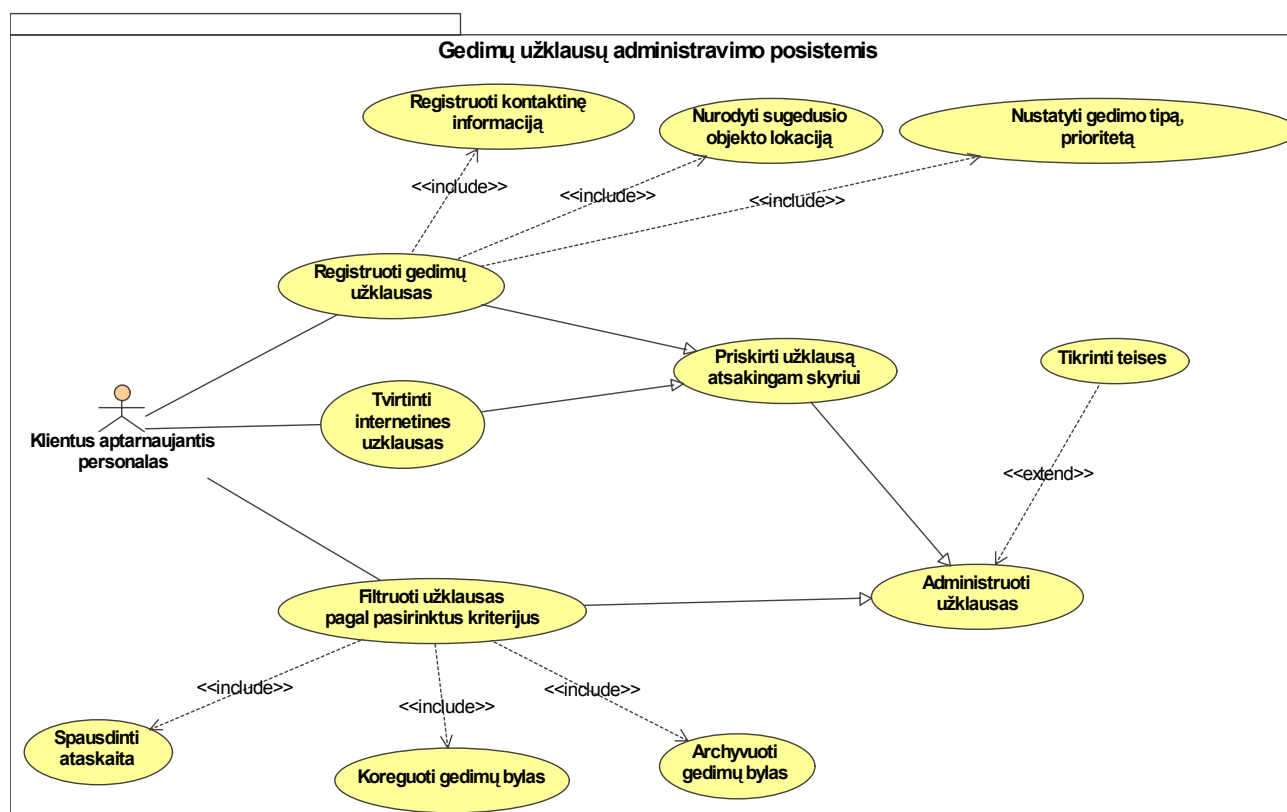 Gedimų užklausų administravimo posistemis
Registruoti kontaktinę
informaciją
Nurodyti sugedusio
objekto lokaciją
Nustatyti gedimo tipą,
prioritetą
<<include>>
<<include>>
<<include>>
Registruoti gedimų
užklausas
Priskirti užklausą
atsakingam skyriui
Tikrinti teises
Tvirtinti
internetines
uzklausas
Klientus aptarnaujantis
personalas
<<extend>>
Filtruoti užklausas
pagal pasirinktus kriterijus
Administruoti
užklausas
<<include>>
<<include>>
<<include>>
Spausdinti
ataskaita
Koreguoti gedimų bylas
Archyvuoti
gedimų bylas